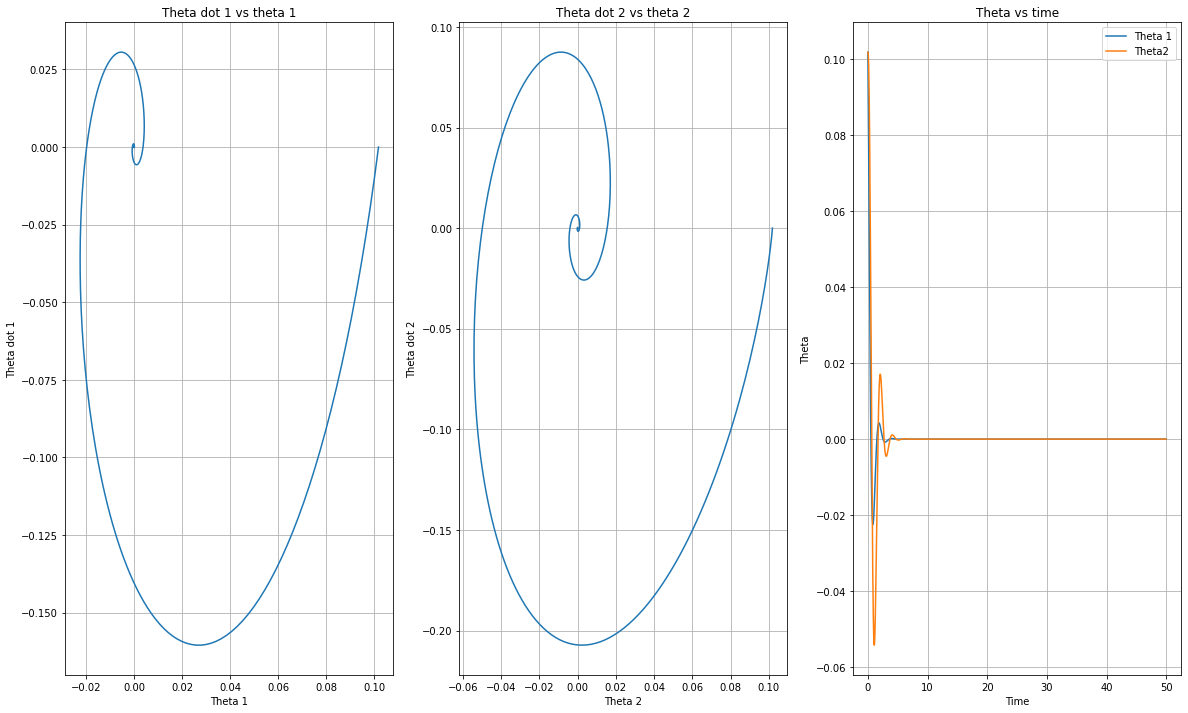 Theta dot 1 vs theta 1
Theta dot 2 vs theta 2
Theta vs time
Theta dot 1
0.025
0.000
−0.025
−0.050
−0.075
−0.100
−0.125
−0.150
−0.02 0.00 0.02 0.04 0.06 0.08 0.10
Theta 1
Theta dot 2
0.10
0.05
0.00
−0.05
−0.10
−0.15
−0.20
−0.06 −0.04 −0.02 0.00 0.02 0.04 0.06 0.08 0.10
Theta 2
Theta
0.10
0.08
0.06
0.04
0.02
0.00
−0.02
−0.04
−0.06
0 10 20 30 40 50
Time
Theta 1
Theta2